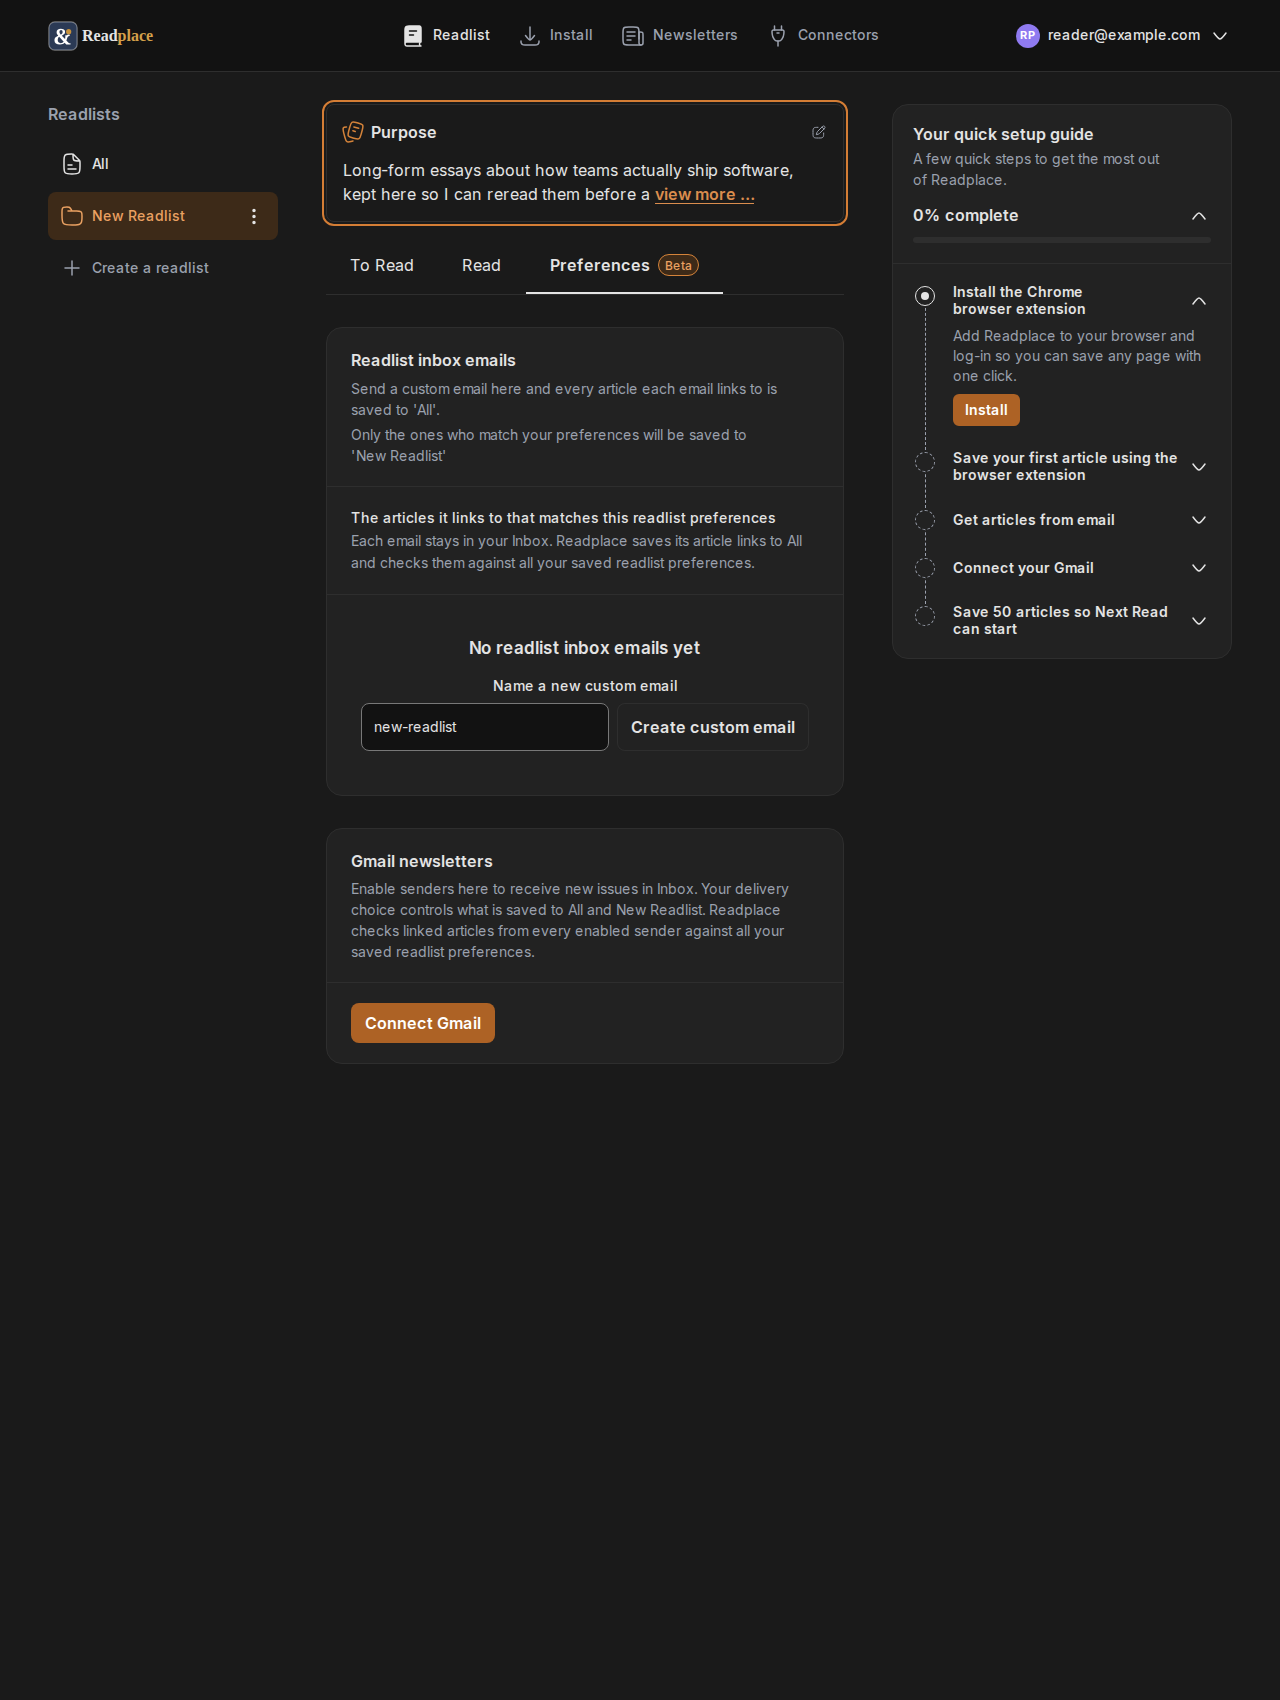 & Readplace
Readlist
Install
Newsletters
Connectors
RP reader@example.com
Readlists
All
New Readlist
Create a readlist
Purpose
Long-form essays about how teams actually ship software,
kept here so I can reread them before a view more ...
To Read
Read
Preferences Beta
Readlist inbox emails
Send a custom email here and every article each email links to is
saved to 'All'.
Only the ones who match your preferences will be saved to
'New Readlist'
The articles it links to that matches this readlist preferences
Each email stays in your Inbox. Readplace saves its article links to All
and checks them against all your saved readlist preferences.
No readlist inbox emails yet
Name a new custom email
new-readlist
Create custom email
Gmail newsletters
Enable senders here to receive new issues in Inbox. Your delivery
choice controls what is saved to All and New Readlist. Readplace
checks linked articles from every enabled sender against all your
saved readlist preferences.
Connect Gmail
Your quick setup guide
A few quick steps to get the most out
of Readplace.
0% complete
Install the Chrome
browser extension
Add Readplace to your browser and
log-in so you can save any page with
one click.
Install
Save your first article using the
browser extension
Get articles from email
Connect your Gmail
Save 50 articles so Next Read
can start